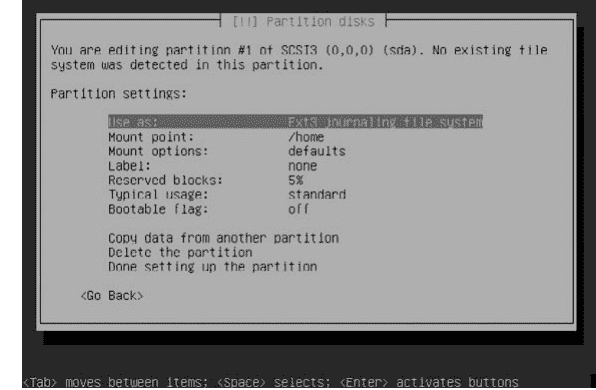 [!!] Partition disks
You are editing partition #1 of SCSI3 (0,0,0) (sda). No existing file
system was detected in this partition.
Partition settings:
Use as: Ext3 journaling file system
Mount point: /home
Mount options: defaults
Label: none
Reserved blocks: 5%
Typical usage: standard
Bootable flag: off
Copy data from another partition
Delete the partition
Done setting up the partition
<Go Back>
<Tab> moves between items; <Space> selects; <Enter> activates buttons